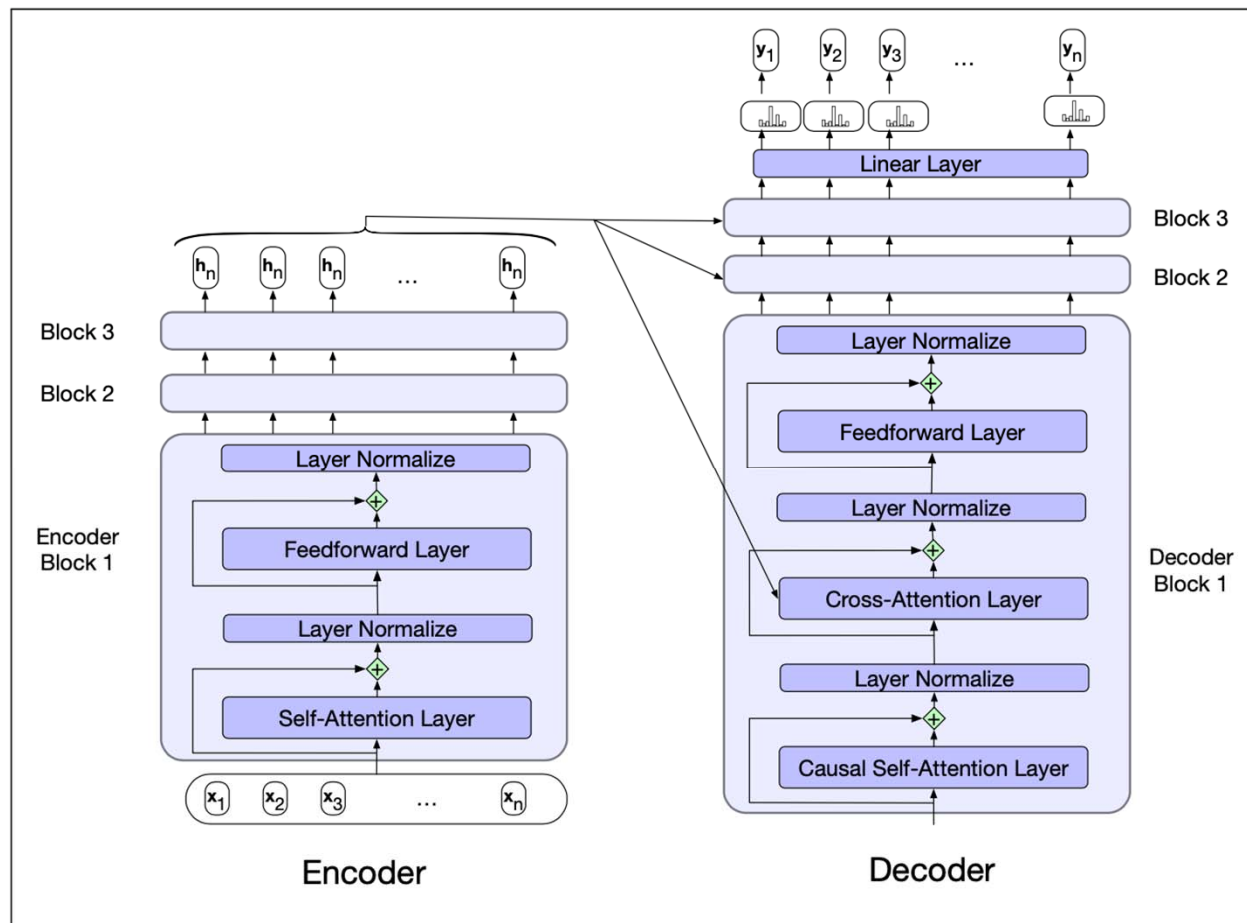 y1 y2 y3 ... yn
Linear Layer
Block 3
Block 2
hn hn hn ... hn
Block 3
Block 2
Layer Normalize
Feedforward Layer
Layer Normalize
Self-Attention Layer
Encoder
Block 1
x1 x2 x3 ... xn
Encoder
Layer Normalize
Feedforward Layer
Layer Normalize
Cross-Attention Layer
Layer Normalize
Causal Self-Attention Layer
Decoder
Block 1
Decoder